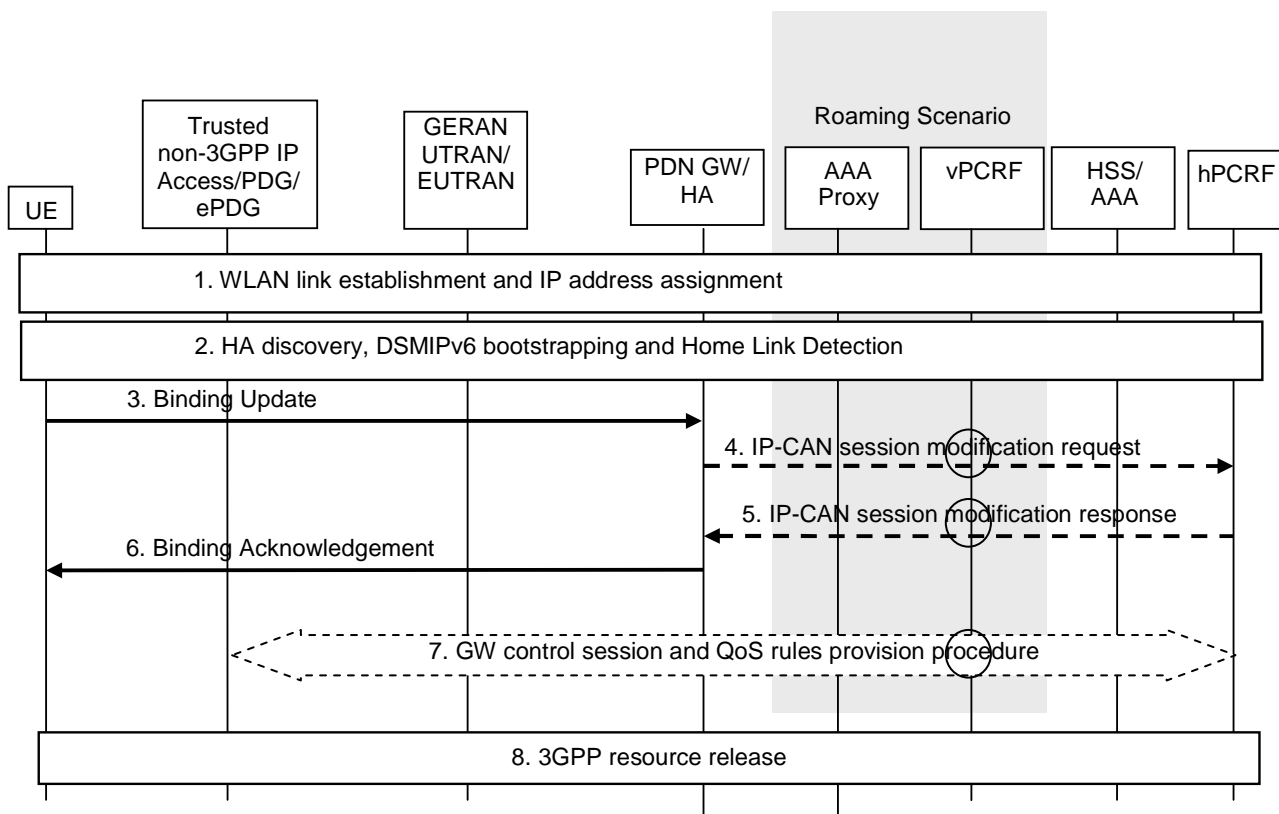 Roaming Scenario
UE
Trusted
non-3GPP IP
Access/PDG/
ePDG
GERAN
UTRAN/
EUTRAN
PDN GW/
HA
AAA
Proxy
vPCRF
HSS/
AAA
hPCRF
1. WLAN link establishment and IP address assignment
2. HA discovery, DSMIPv6 bootstrapping and Home Link Detection
3. Binding Update
4. IP-CAN session modification request
5. IP-CAN session modification response
6. Binding Acknowledgement
7. GW control session and QoS rules provision procedure
8. 3GPP resource release